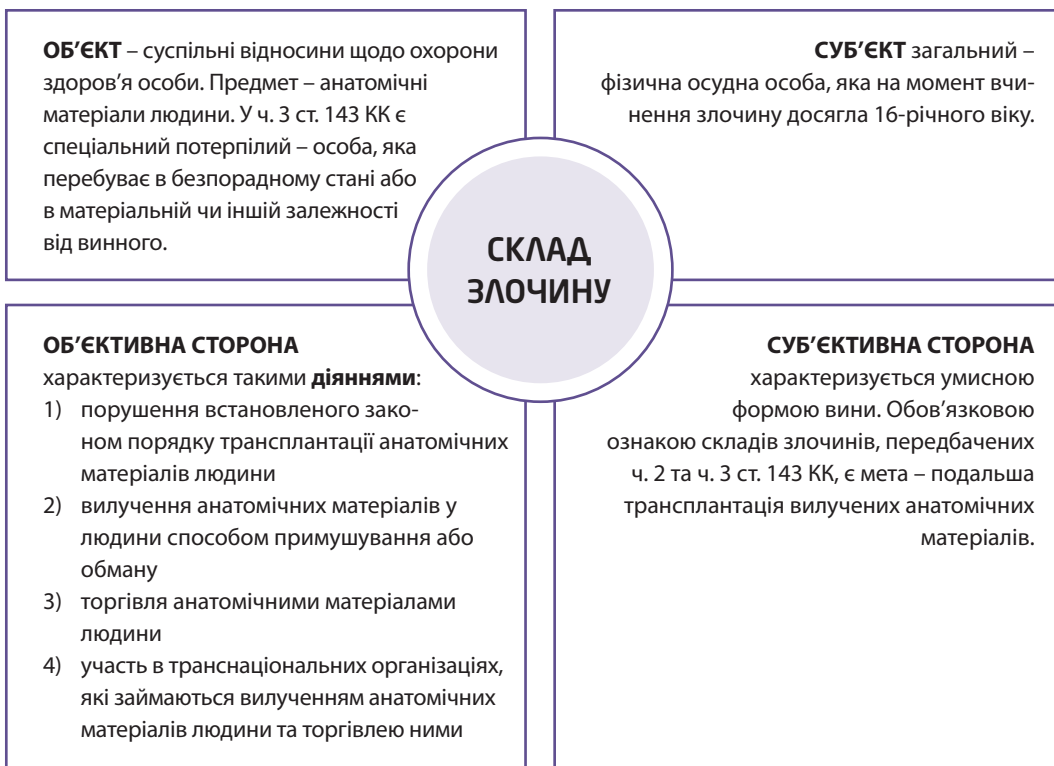 ОБ’ЄКТ – суспільні відносини щодо охорони
здоров’я особи. Предмет – анатомічні
матеріали людини. У ч. 3 ст. 143 КК є
спеціальний потерпілий – особа, яка
перебуває в безпорадному стані або
в матеріальній чи іншій залежності
від винного.
СУБ’ЄКТ загальний –
фізична осудна особа, яка на момент вчи-
нення злочину досягла 16-річного віку.
СКЛАД
ЗЛОЧИНУ
ОБ’ЄКТИВНА СТОРОНА
характеризується такими діяннями:
1) порушення встановленого зако-
ном порядку трансплантації анатомічних
матеріалів людини
2) вилучення анатомічних матеріалів у
людини способом примушування або
обману
3) торгівля анатомічними матеріалами
людини
4) участь в транснаціональних організаціях,
які займаються вилученням анатомічних
матеріалів людини та торгівлею ними
СУБ’ЄКТИВНА СТОРОНА
характеризується умисною
формою вини. Обов’язковою
ознакою складів злочинів, передбачених
ч. 2 та ч. 3 ст. 143 КК, є мета – подальша
трансплантація вилучених анатомічних
матеріалів.